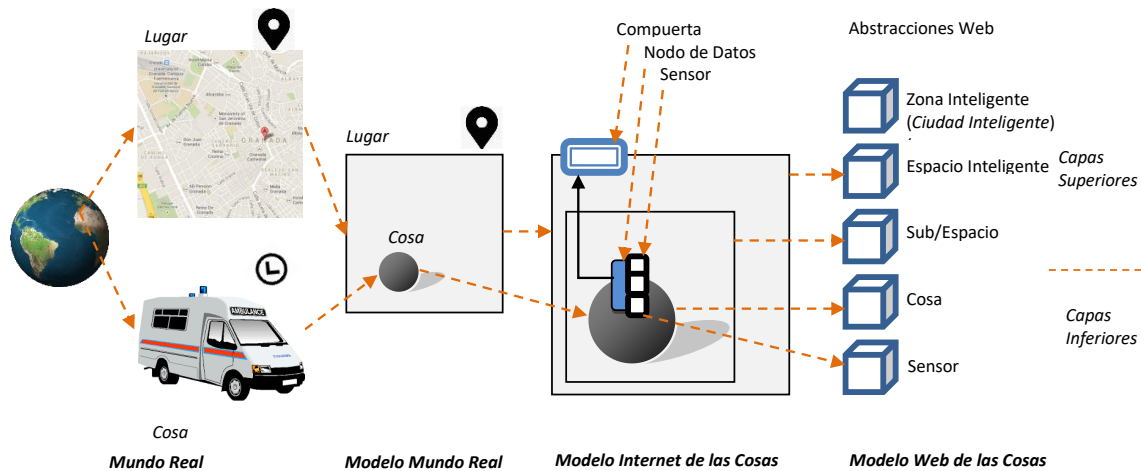 Lugar
Compuerta
Nodo de Datos
Sensor
Abstracciones Web
Zona Inteligente
(Ciudad Inteligente)
.
Espacio Inteligente
Capas
Superiores
Lugar
GRANADA
Cosa
Sub/Espacio
Cosa
Capas
Inferiores
Sensor
AMBULANCE
Cosa
Mundo Real
Modelo Mundo Real
Modelo Internet de las Cosas
Modelo Web de las Cosas